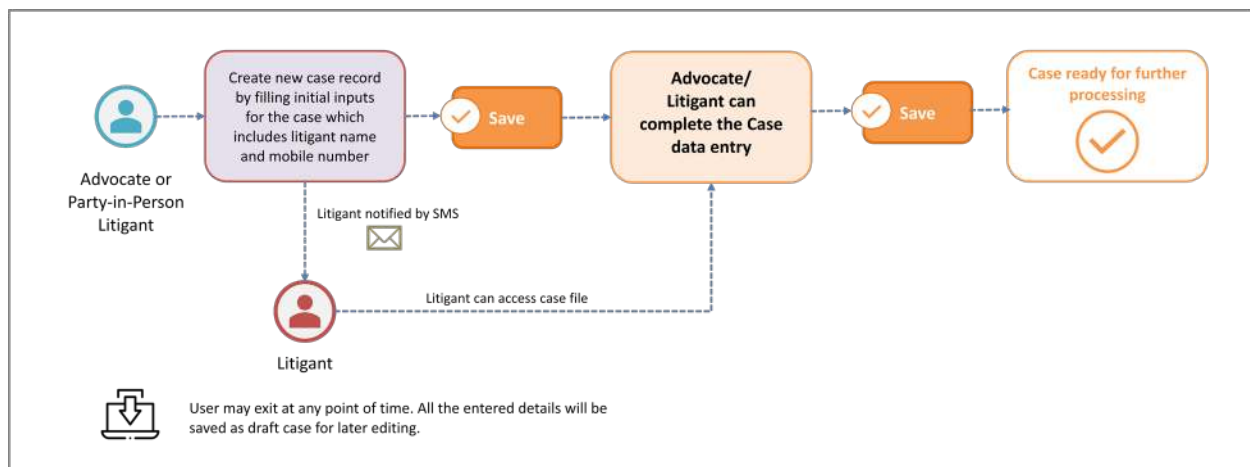 Advocate or
Party-in-Person
Litigant
Create new case record
by filling initial inputs
for the case which
includes litigant name
and mobile number
Save
Advocate/
Litigant can
complete the Case
data entry
Save
Case ready for further
processing
Litigant notified by SMS
Litigant can access case file
Litigant
User may exit at any point of time. All the entered details will be
saved as draft case for later editing.